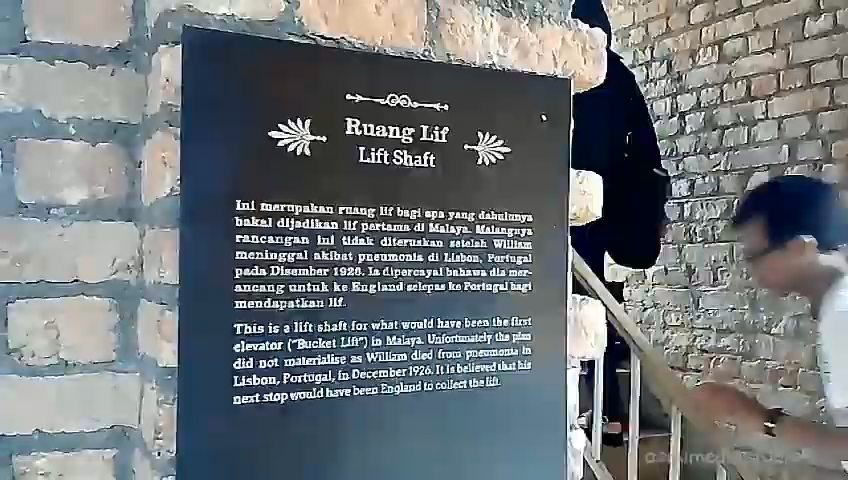 Ruang Lif
Lift Shaft
Ini merupakan ruang lif bagi apa yang dahulunya
bakal dijadikan lif pertama di Malaya. Malangnya
rancangan ini tidak diteruskan setelah William
meninggal akibat pneumonia di Lisbon, Portugal
pada Disember 1926. Ia dipercayai bahawa dia mer-
ancang untuk ke England selepas ke Portugal bagi
mendapatkan lif.
This is a lift shaft for what would have been the first
elevator ("Bucket Lift") in Malaya. Unfortunately the plan
did not materialise as William died from pneumonia in
Lisbon, Portugal, in December 1926. It is believed that his
next stop would have been England to collect the lift.